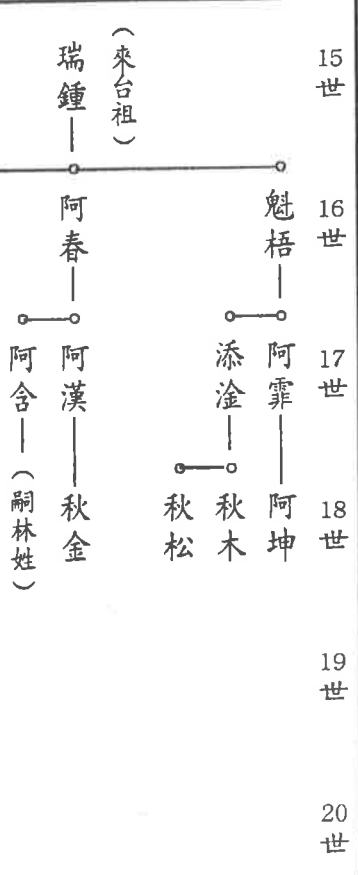 15世
16世
17世
18世
19世
20世
(來台祖)
瑞鍾
魁梧
阿霏
阿坤
添淦
秋木
秋松
阿春
阿漢
秋金
阿含
(嗣林姓)